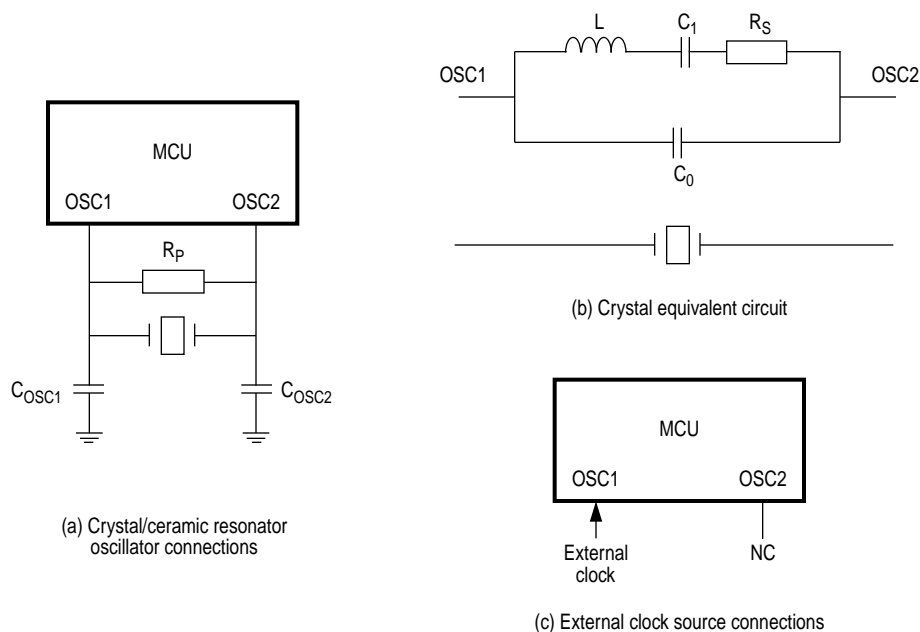 MCU
OSC1 OSC2
R_P
C_OSC1 C_OSC2
(a) Crystal/ceramic resonator
oscillator connections
L C_1 R_S
OSC1 OSC2
C_0
(b) Crystal equivalent circuit
MCU
OSC1 OSC2
External
clock
NC
(c) External clock source connections